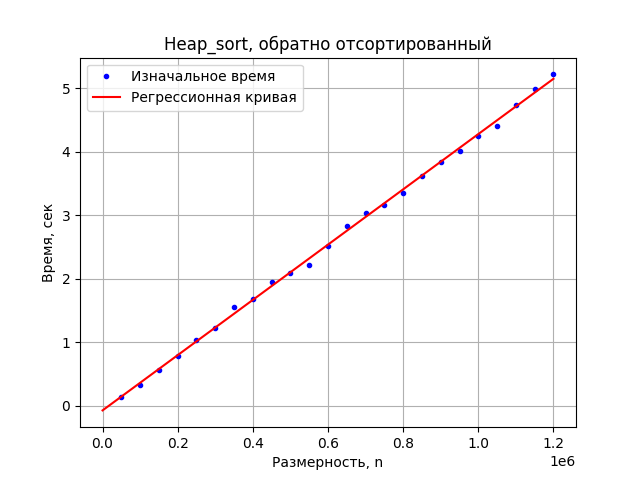 Heap_sort, обратно отсортированный
Изначальное время
Регрессионная кривая
5
4
3
2
1
0
Время, сек
0.0 0.2 0.4 0.6 0.8 1.0 1.2
1e6
Размерность, n